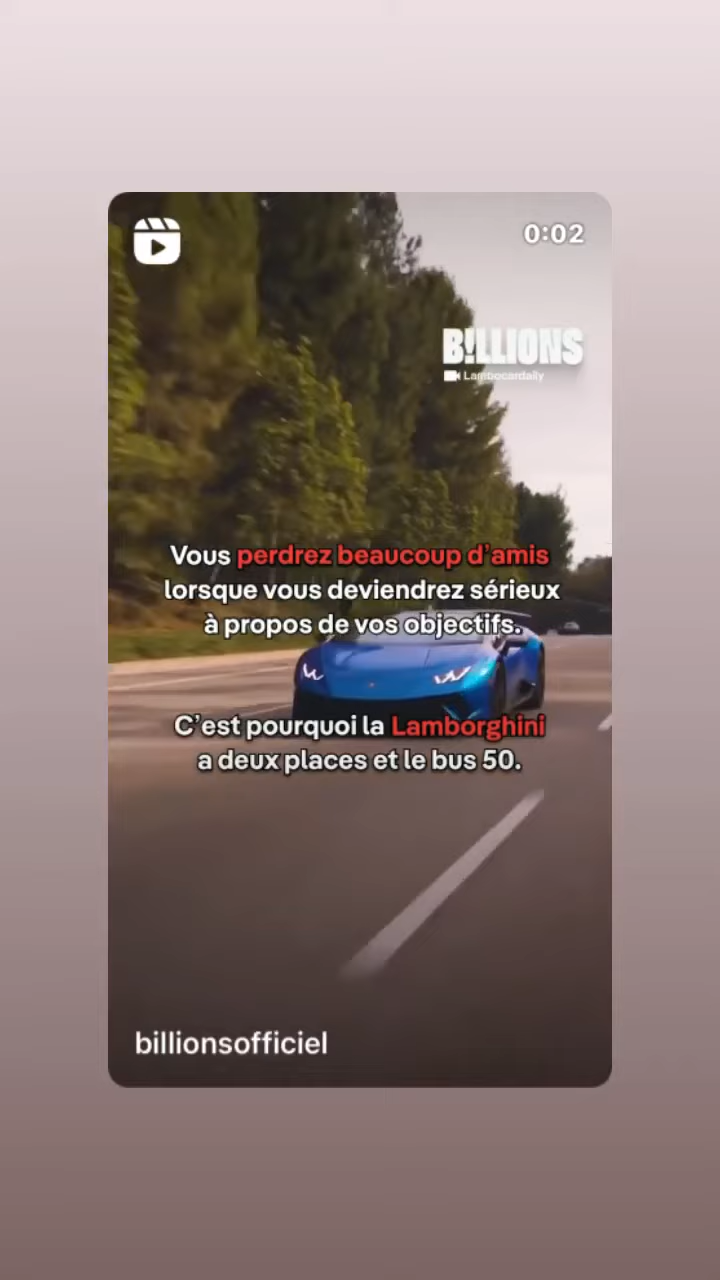 0:02
B!LLIONS
Lambocardaily
Vous perdrez beaucoup d'amis
lorsque vous deviendrez sérieux
à propos de vos objectifs.
C'est pourquoi la Lamborghini
a deux places et le bus 50.
billionsofficiel